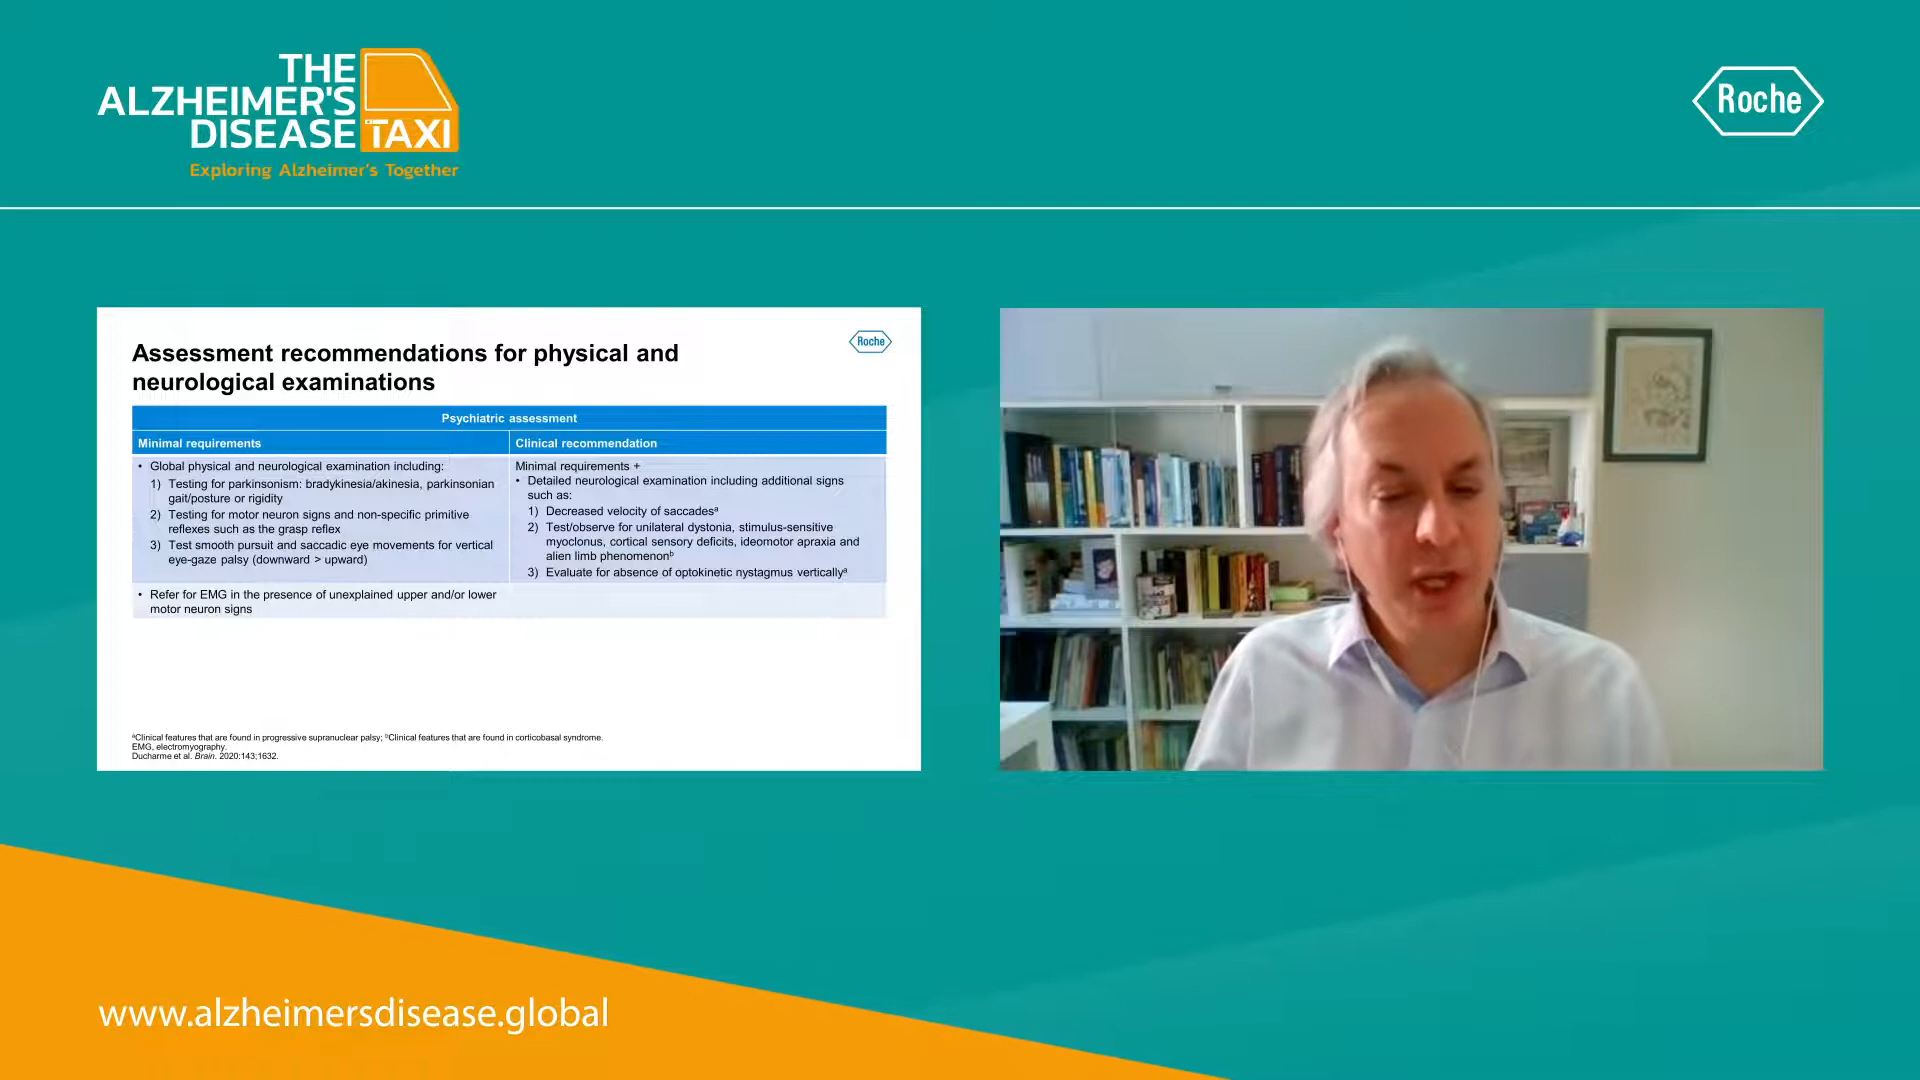 THE
ALZHEIMER'S
DISEASE TAXI
Exploring Alzheimer's Together
Roche
Assessment recommendations for physical and
neurological examinations
Roche
Psychiatric assessment
Minimal requirements
Clinical recommendation
• Global physical and neurological examination including:
1) Testing for parkinsonism: bradykinesia/akinesia, parkinsonian
gait/posture or rigidity
2) Testing for motor neuron signs and non-specific primitive
reflexes such as the grasp reflex
3) Test smooth pursuit and saccadic eye movements for vertical
eye-gaze palsy (downward > upward)
Minimal requirements +
• Detailed neurological examination including additional signs
such as:
1) Decreased velocity of saccadesᵃ
2) Test/observe for unilateral dystonia, stimulus-sensitive
myoclonus, cortical sensory deficits, ideomotor apraxia and
alien limb phenomenonᵇ
3) Evaluate for absence of optokinetic nystagmus verticallyᵃ
• Refer for EMG in the presence of unexplained upper and/or lower
motor neuron signs
ᵃClinical features that are found in progressive supranuclear palsy; ᵇClinical features that are found in corticobasal syndrome.
EMG, electromyography.
Ducharme et al. Brain. 2020:143;1632.
www.alzheimersdisease.global